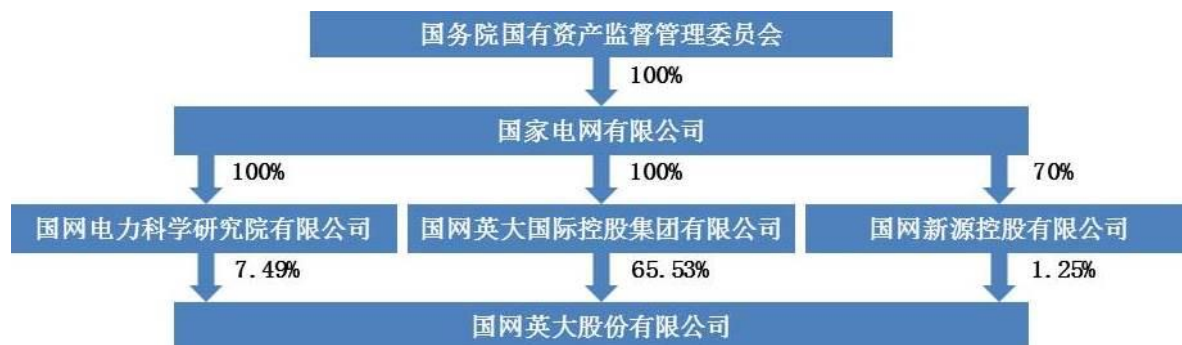 国务院国有资产监督管理委员会
100%
国家电网有限公司
100% 100% 70%
国网电力科学研究院有限公司 国网英大国际控股集团有限公司 国网新源控股有限公司
7.49% 65.53% 1.25%
国网英大股份有限公司